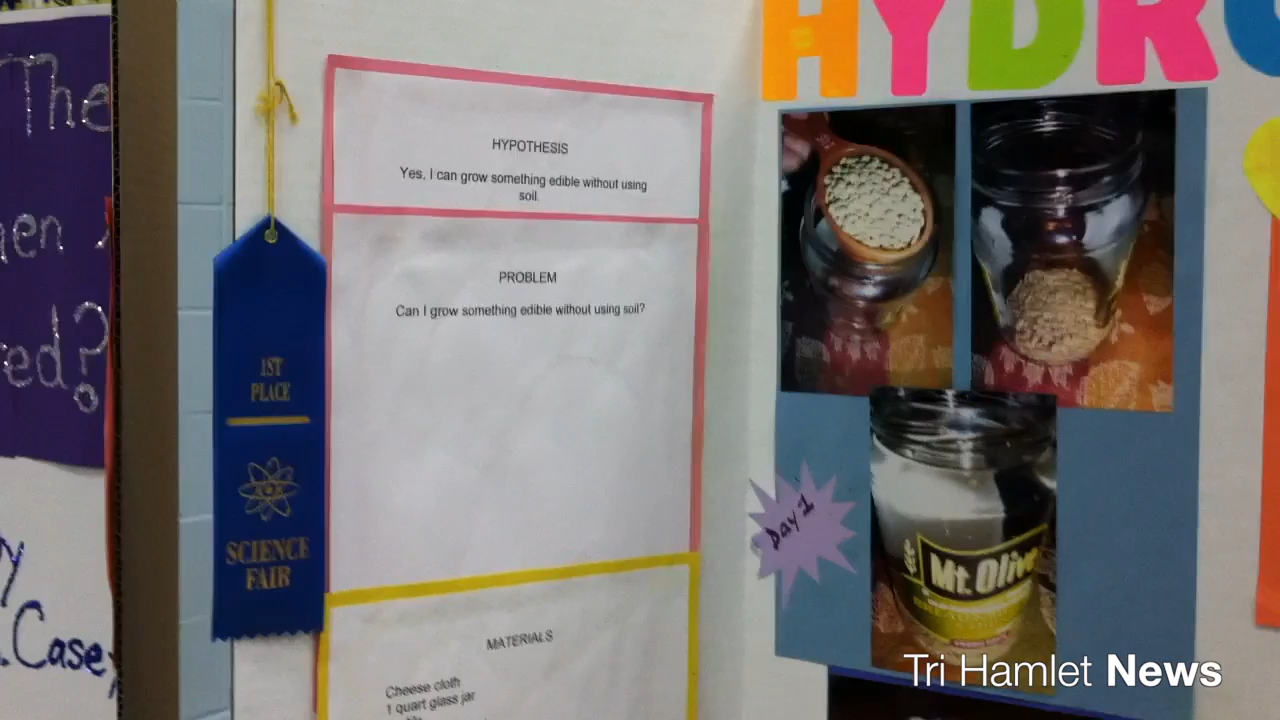 The
ed?
.Case,
1ST
PLACE
SCIENCE
FAIR
HYPOTHESIS
Yes, I can grow something edible without using
soil.
PROBLEM
Can I grow something edible without using soil?
MATERIALS
Cheese cloth
1 quart glass jar
HYDRO
Day 1
Mt. Olive
Tri Hamlet News